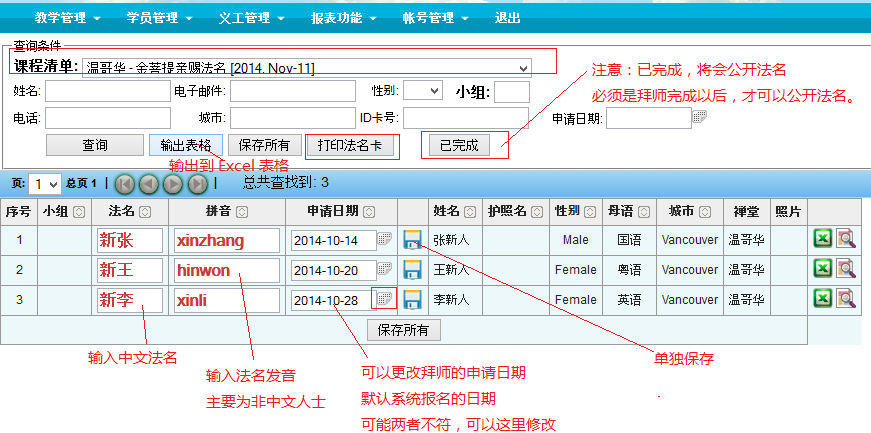 教学管理 学员管理 义工管理 报表功能 帐号管理 退出
查询条件
课程清单: 温哥华 - 金菩提亲赐法名 [2014, Nov-11]
注意：已完成，将会公开法名
姓名: 电子邮件: 性别: 小组:
必须是拜师完成以后，才可以公开法名。
电话: 城市: ID卡号: 申请日期:
查询 输出表格 保存所有 打印法名卡 已完成
输出到 Excel 表格
页: 1 总页 1 | | 总共查找到: 3
序号 小组 法名 拼音 申请日期 姓名 护照名 性别 母语 城市 禅堂 照片
1 新张 xinzhang 2014-10-14 张新人 Male 国语 Vancouver 温哥华
2 新王 hinwon 2014-10-20 王新人 Female 粤语 Vancouver 温哥华
3 新李 xinli 2014-10-28 李新人 Female 英语 Vancouver 温哥华
保存所有
输入中文法名
单独保存
输入法名发音
主要为非中文人士
可以更改拜师的申请日期
默认系统报名的日期
可能两者不符，可以这里修改